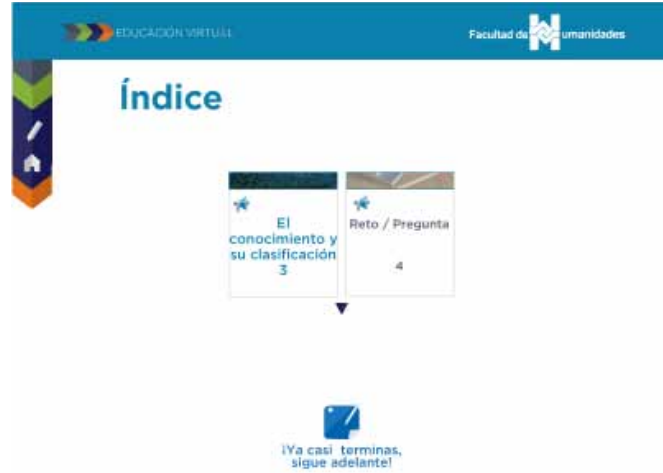 EDUCACIÓN VIRTUAL
Facultad de Humanidades
Índice
El
conocimiento y
su clasificación
3
Reto / Pregunta
4
¡Ya casi terminas,
sigue adelante!